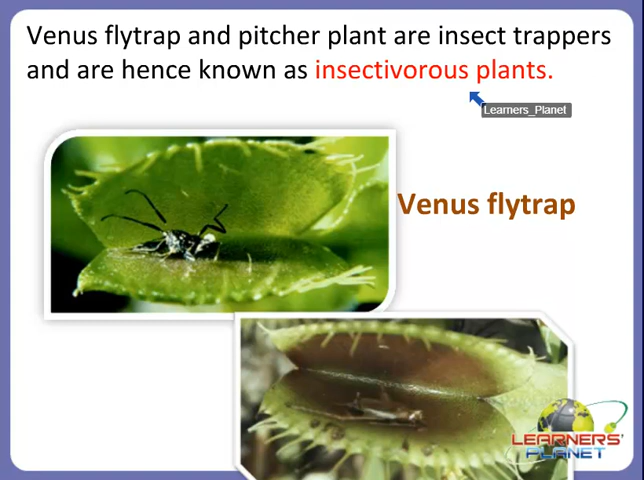 Venus flytrap and pitcher plant are insect trappers
and are hence known as insectivorous plants.
Learners_Planet
Venus flytrap
LEARNERS'
PLANET